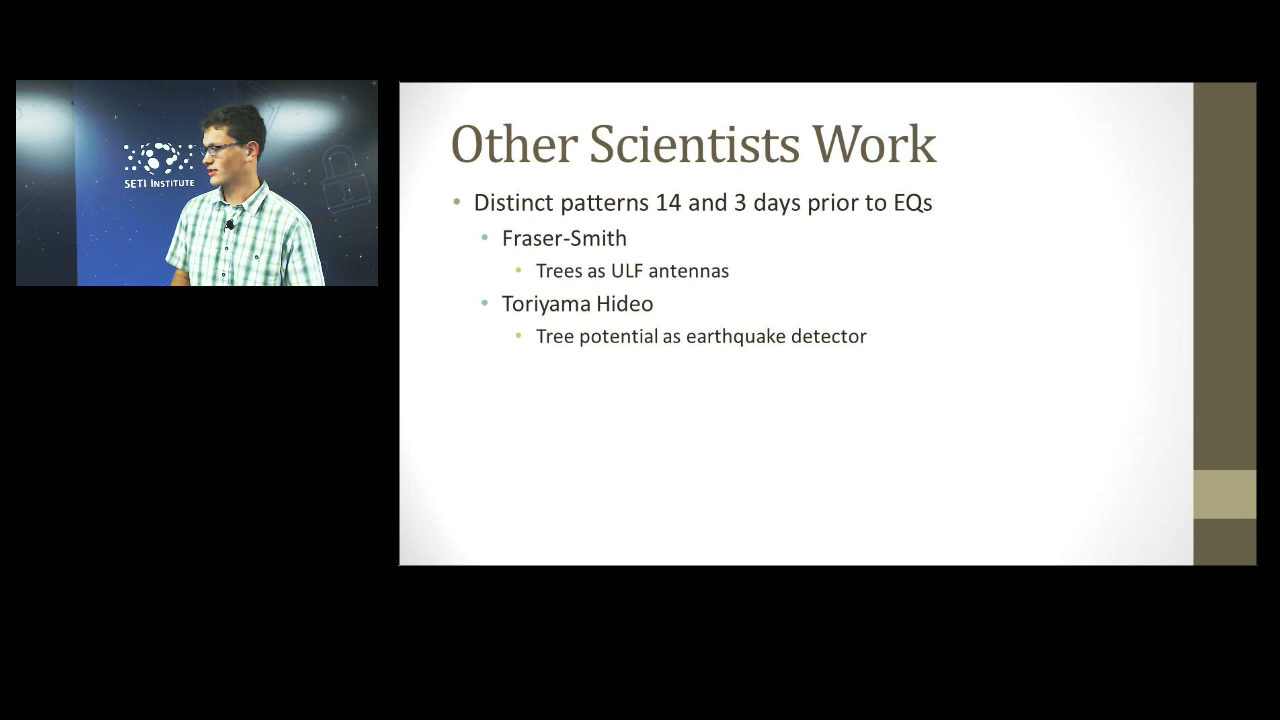 SETI INSTITUTE
Other Scientists Work
Distinct patterns 14 and 3 days prior to EQs
Fraser-Smith
Trees as ULF antennas
Toriyama Hideo
Tree potential as earthquake detector